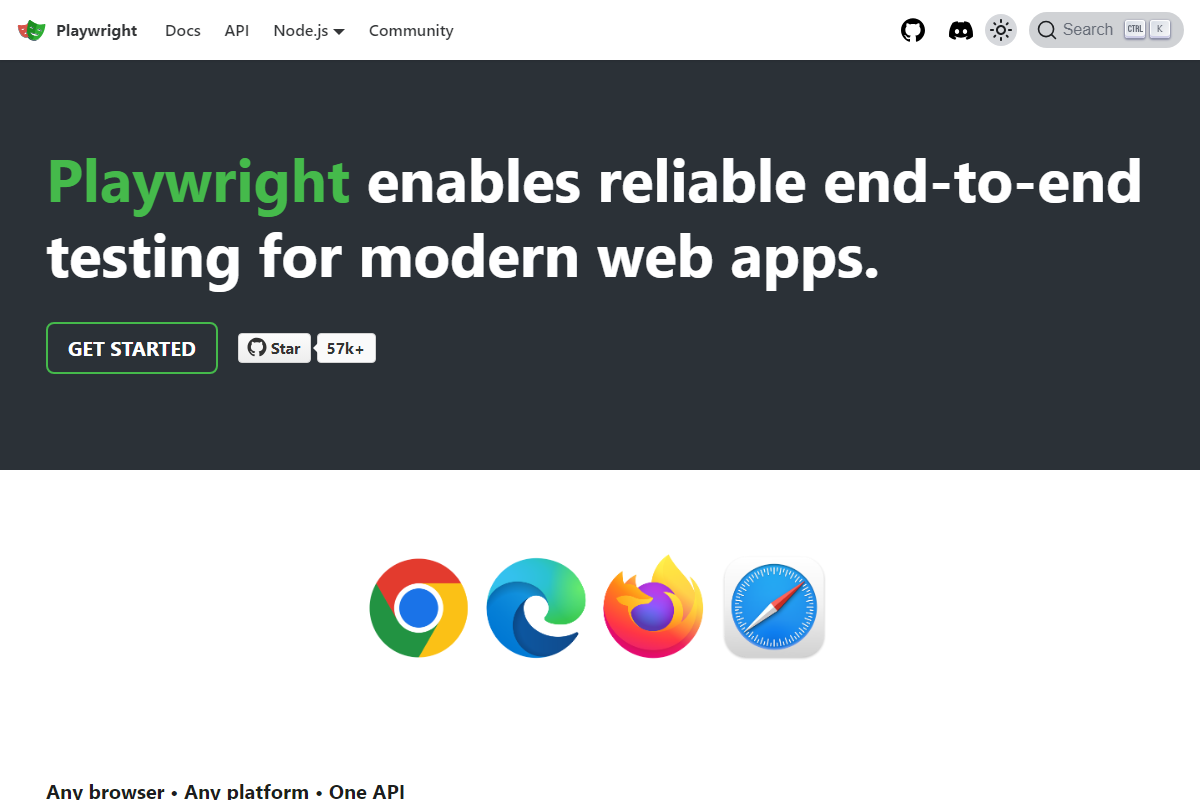 Playwright Docs API Node.js Community Search CTRL K
Playwright enables reliable end-to-end
testing for modern web apps.
GET STARTED Star 57k+
Any browser • Any platform • One API